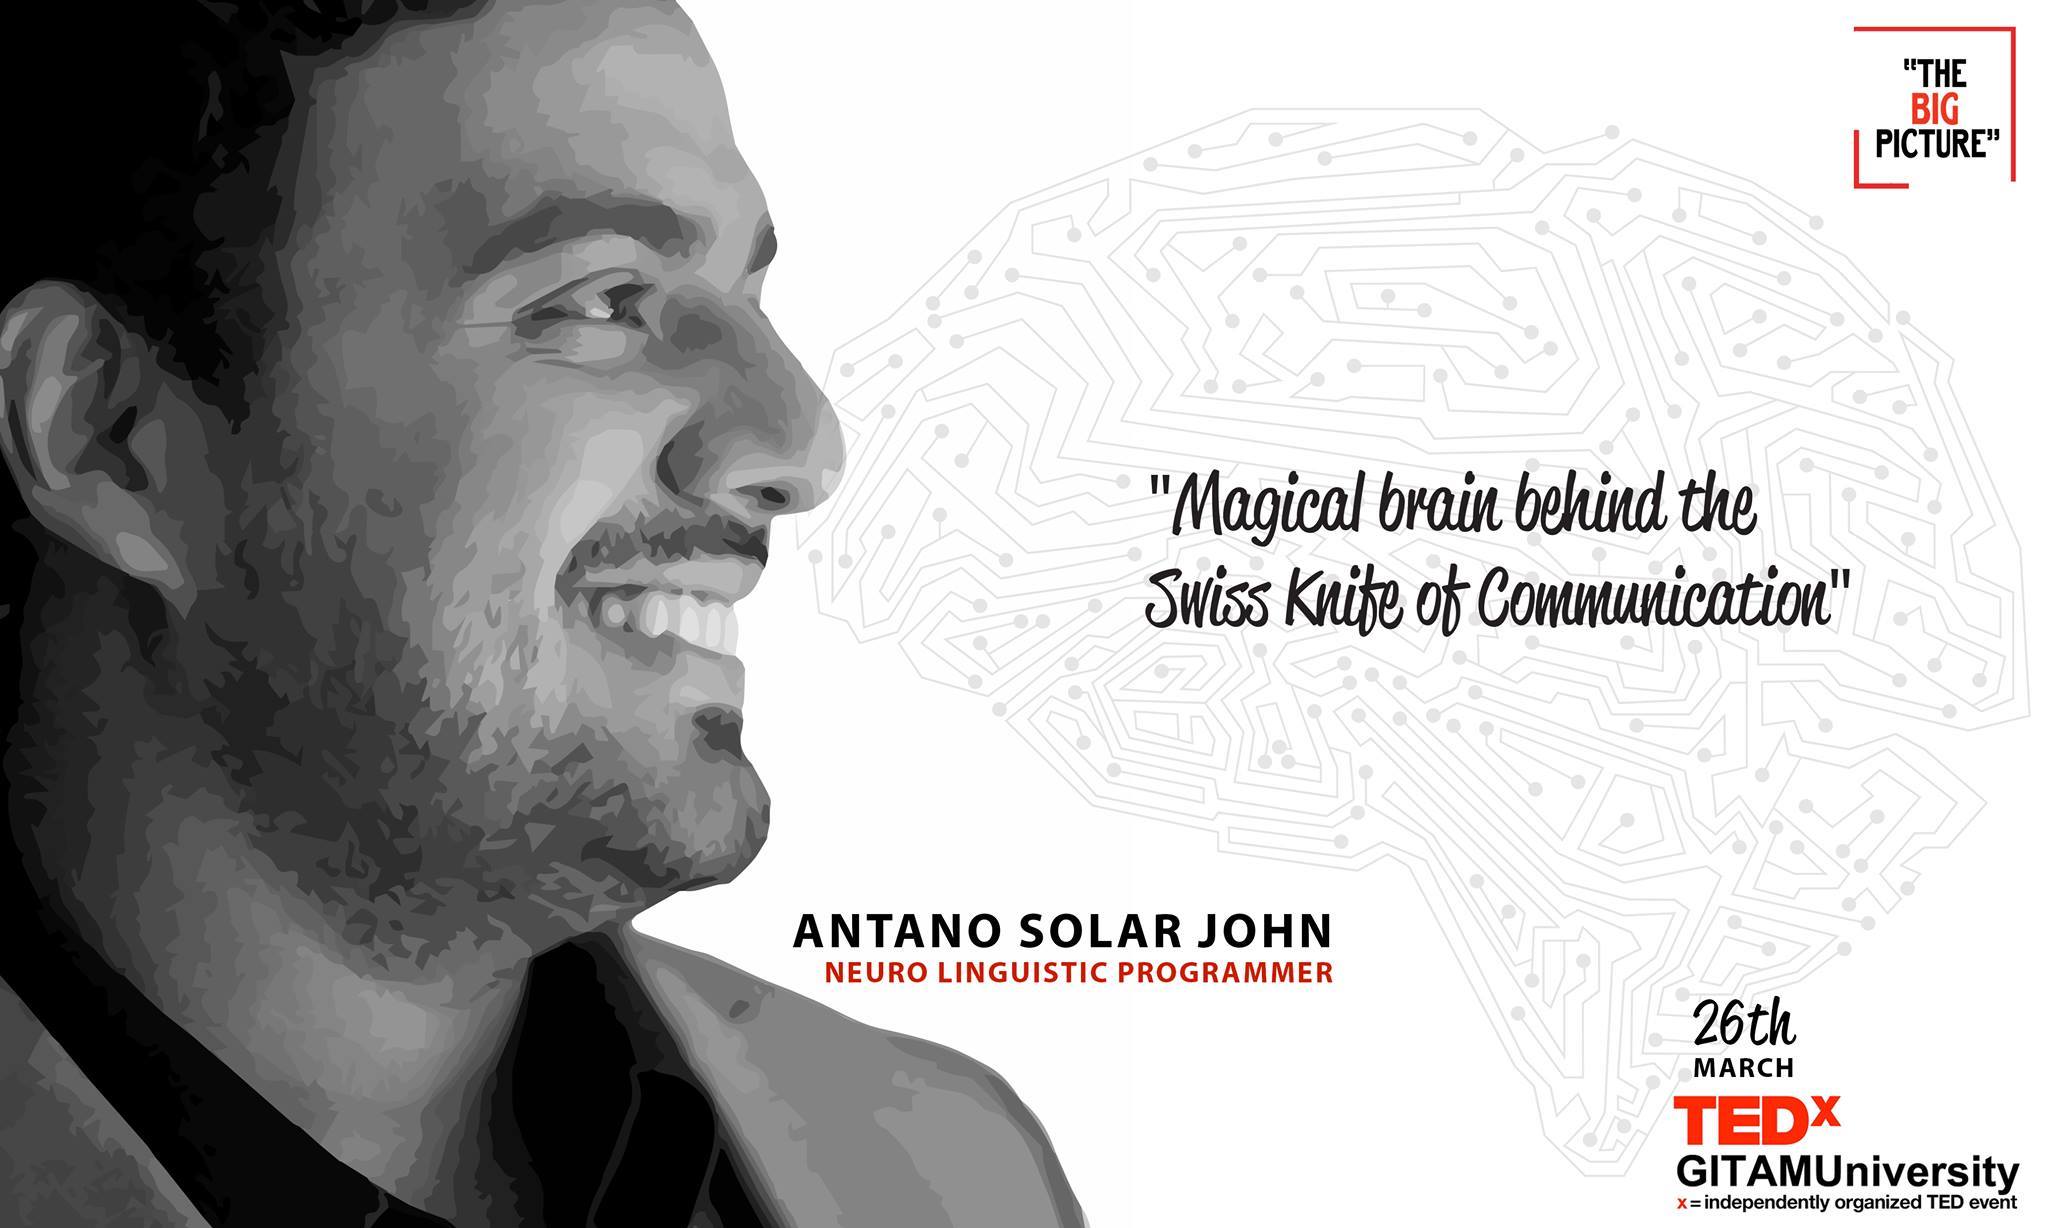 "THE
BIG
PICTURE"
"Magical brain behind the
Swiss Knife of Communication"
ANTANO SOLAR JOHN
NEURO LINGUISTIC PROGRAMMER
26th
MARCH
TEDx
GITAMUniversity
x = independently organized TED event